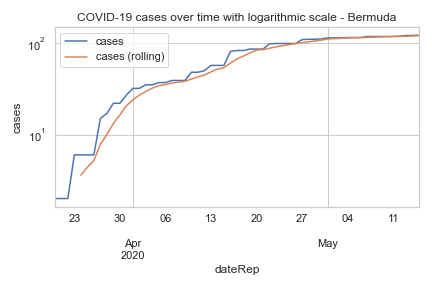 COVID-19 cases over time with logarithmic scale - Bermuda
cases
cases (rolling)
10²
10¹
cases
23 30 06 13 20 27 04 11
Apr May
2020
dateRep